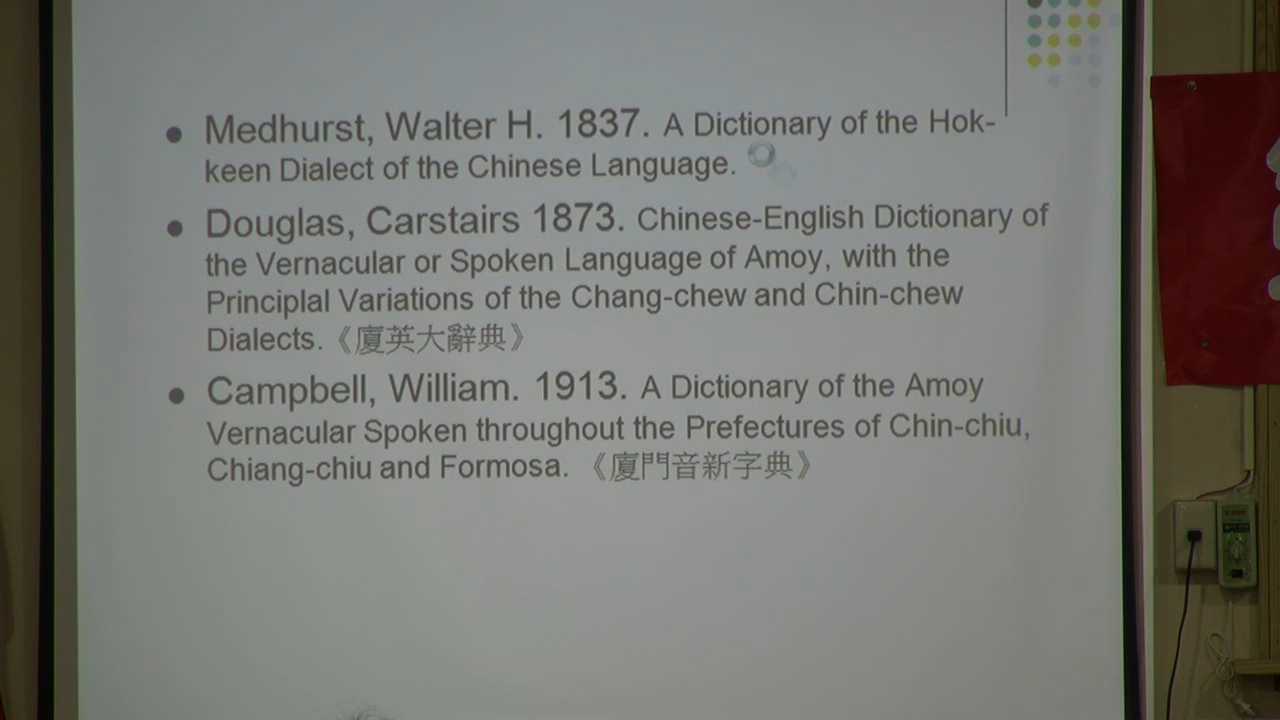 Medhurst, Walter H. 1837. A Dictionary of the Hok-
keen Dialect of the Chinese Language.
Douglas, Carstairs 1873. Chinese-English Dictionary of
the Vernacular or Spoken Language of Amoy, with the
Principlal Variations of the Chang-chew and Chin-chew
Dialects.《廈英大辭典》
Campbell, William. 1913. A Dictionary of the Amoy
Vernacular Spoken throughout the Prefectures of Chin-chiu,
Chiang-chiu and Formosa. 《廈門音新字典》